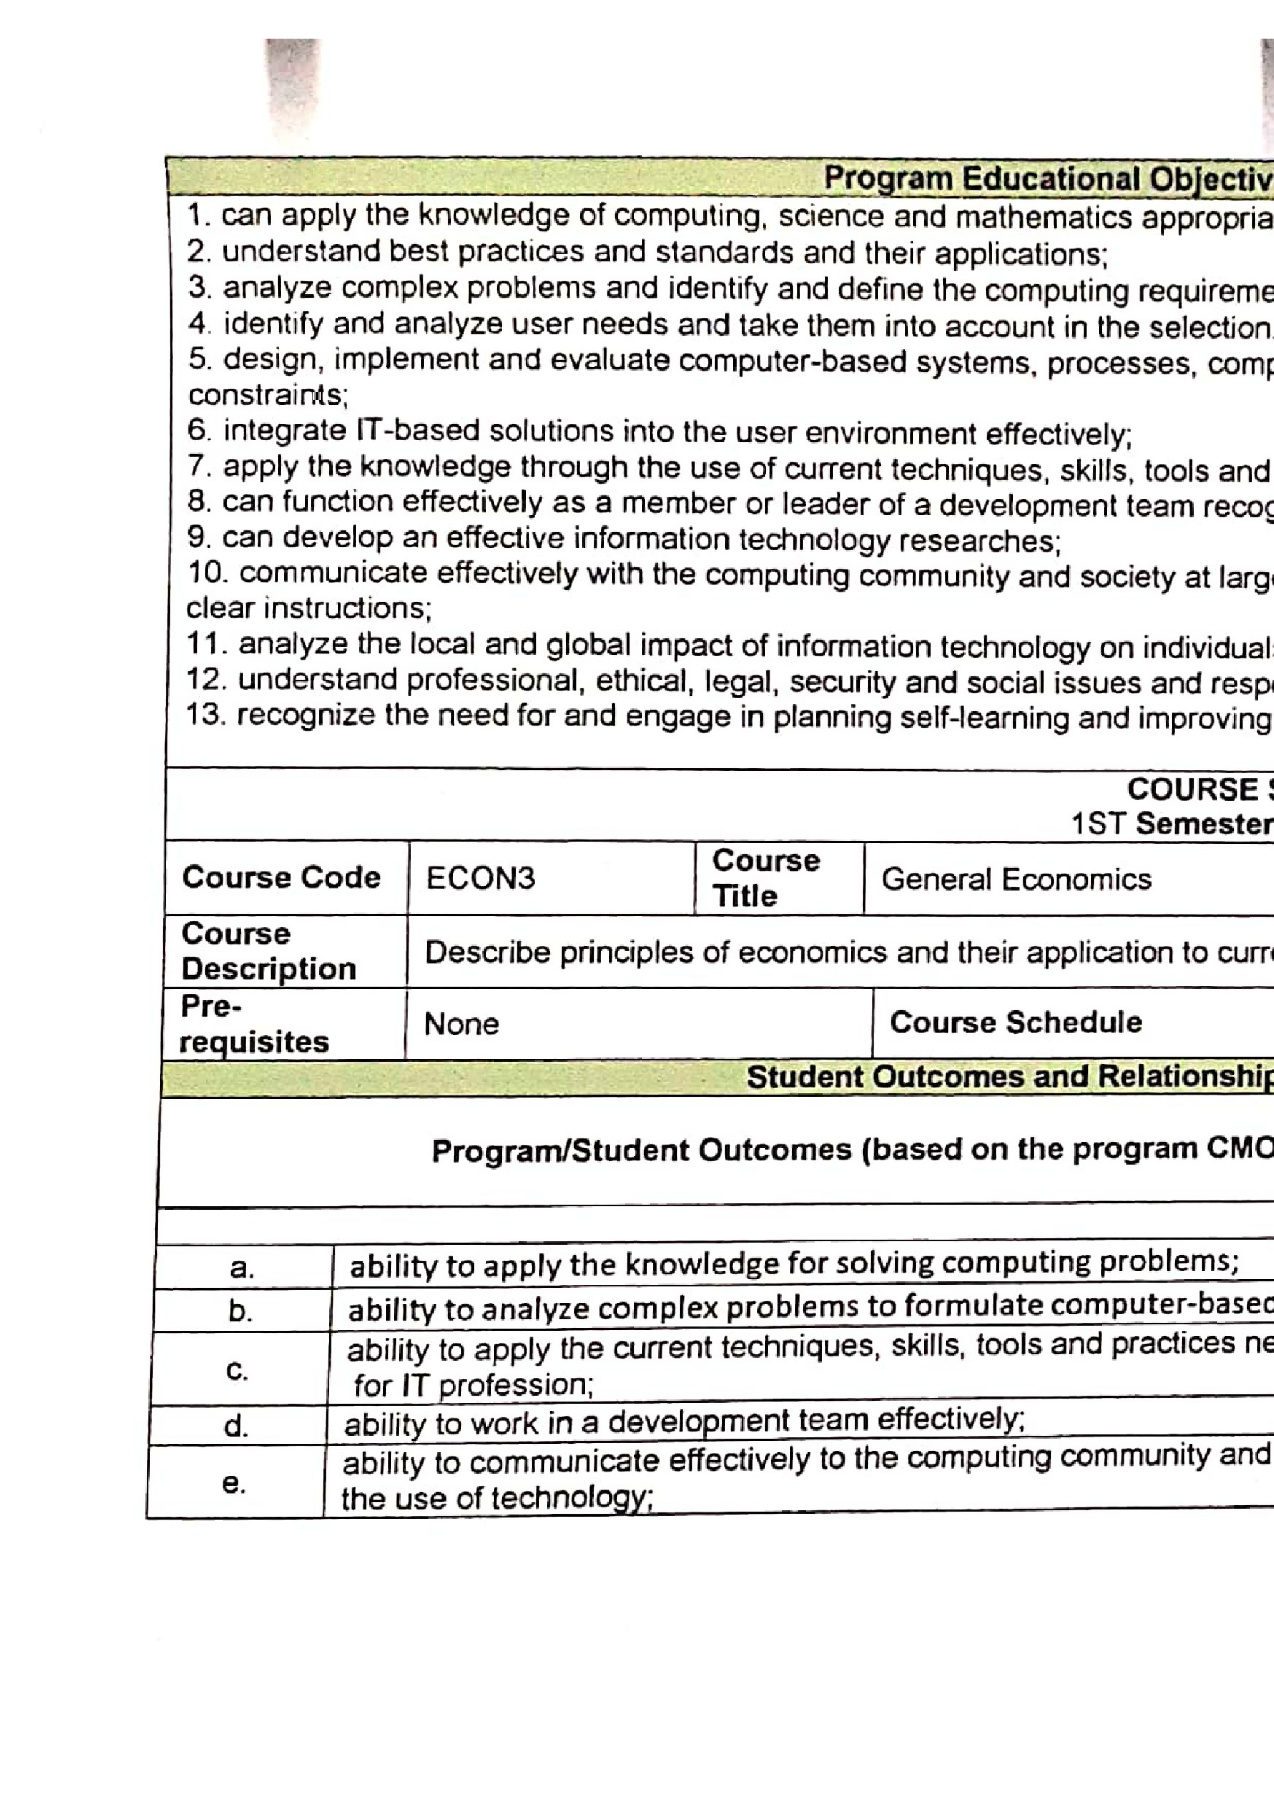 Program Educational Objectiv
1. can apply the knowledge of computing, science and mathematics appropria
2. understand best practices and standards and their applications;
3. analyze complex problems and identify and define the computing requireme
4. identify and analyze user needs and take them into account in the selection
5. design, implement and evaluate computer-based systems, processes, comp
constraints;
6. integrate IT-based solutions into the user environment effectively;
7. apply the knowledge through the use of current techniques, skills, tools and
8. can function effectively as a member or leader of a development team recog
9. can develop an effective information technology researches;
10. communicate effectively with the computing community and society at large
clear instructions;
11. analyze the local and global impact of information technology on individual
12. understand professional, ethical, legal, security and social issues and resp
13. recognize the need for and engage in planning self-learning and improving
COURSE S
1ST Semester
Course Code ECON3 Course Title General Economics
Course Description Describe principles of economics and their application to curre
Pre-requisites None Course Schedule
Student Outcomes and Relationship
Program/Student Outcomes (based on the program CMO
a. ability to apply the knowledge for solving computing problems;
b. ability to analyze complex problems to formulate computer-based
c. ability to apply the current techniques, skills, tools and practices ne
for IT profession;
d. ability to work in a development team effectively;
e. ability to communicate effectively to the computing community and
the use of technology;